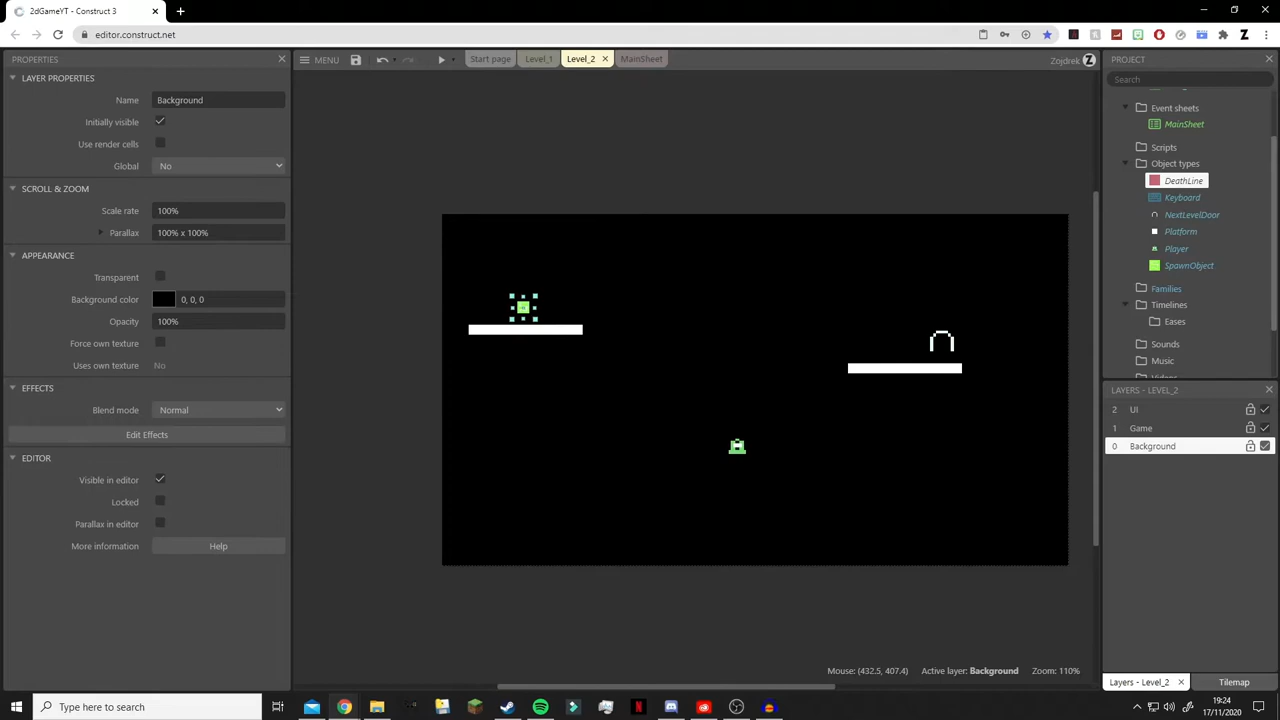 2dGameYT - Construct 3
editor.construct.net
PROPERTIES
LAYER PROPERTIES
Name Background
Initially visible
Use render cells
Global No
SCROLL & ZOOM
Scale rate 100%
Parallax 100% x 100%
APPEARANCE
Transparent
Background color 0, 0, 0
Opacity 100%
Force own texture
Uses own texture No
EFFECTS
Blend mode Normal
Edit Effects
EDITOR
Visible in editor
Locked
Parallax in editor
More information Help
MENU
Start page Level_1 Level_2 MainSheet
Zojdrek Z
Mouse: (432.5, 407.4) Active layer: Background Zoom: 110%
PROJECT
Search
Event sheets
MainSheet
Scripts
Object types
DeathLine
Keyboard
NextLevelDoor
Platform
Player
SpawnObject
Families
Timelines
Eases
Sounds
Music
LAYERS - LEVEL_2
2 UI
1 Game
0 Background
Layers - Level_2 Tilemap
Type here to search
19:24
17/11/2020